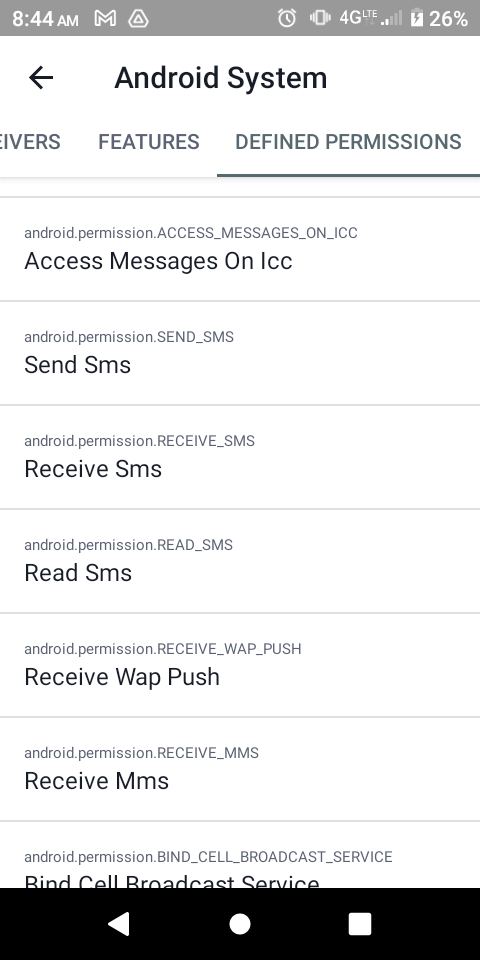 8:44 AM 4G LTE 26%
Android System
EIVERS FEATURES DEFINED PERMISSIONS
android.permission.ACCESS_MESSAGES_ON_ICC
Access Messages On Icc
android.permission.SEND_SMS
Send Sms
android.permission.RECEIVE_SMS
Receive Sms
android.permission.READ_SMS
Read Sms
android.permission.RECEIVE_WAP_PUSH
Receive Wap Push
android.permission.RECEIVE_MMS
Receive Mms
android.permission.BIND_CELL_BROADCAST_SERVICE
Bind Cell Broadcast Service